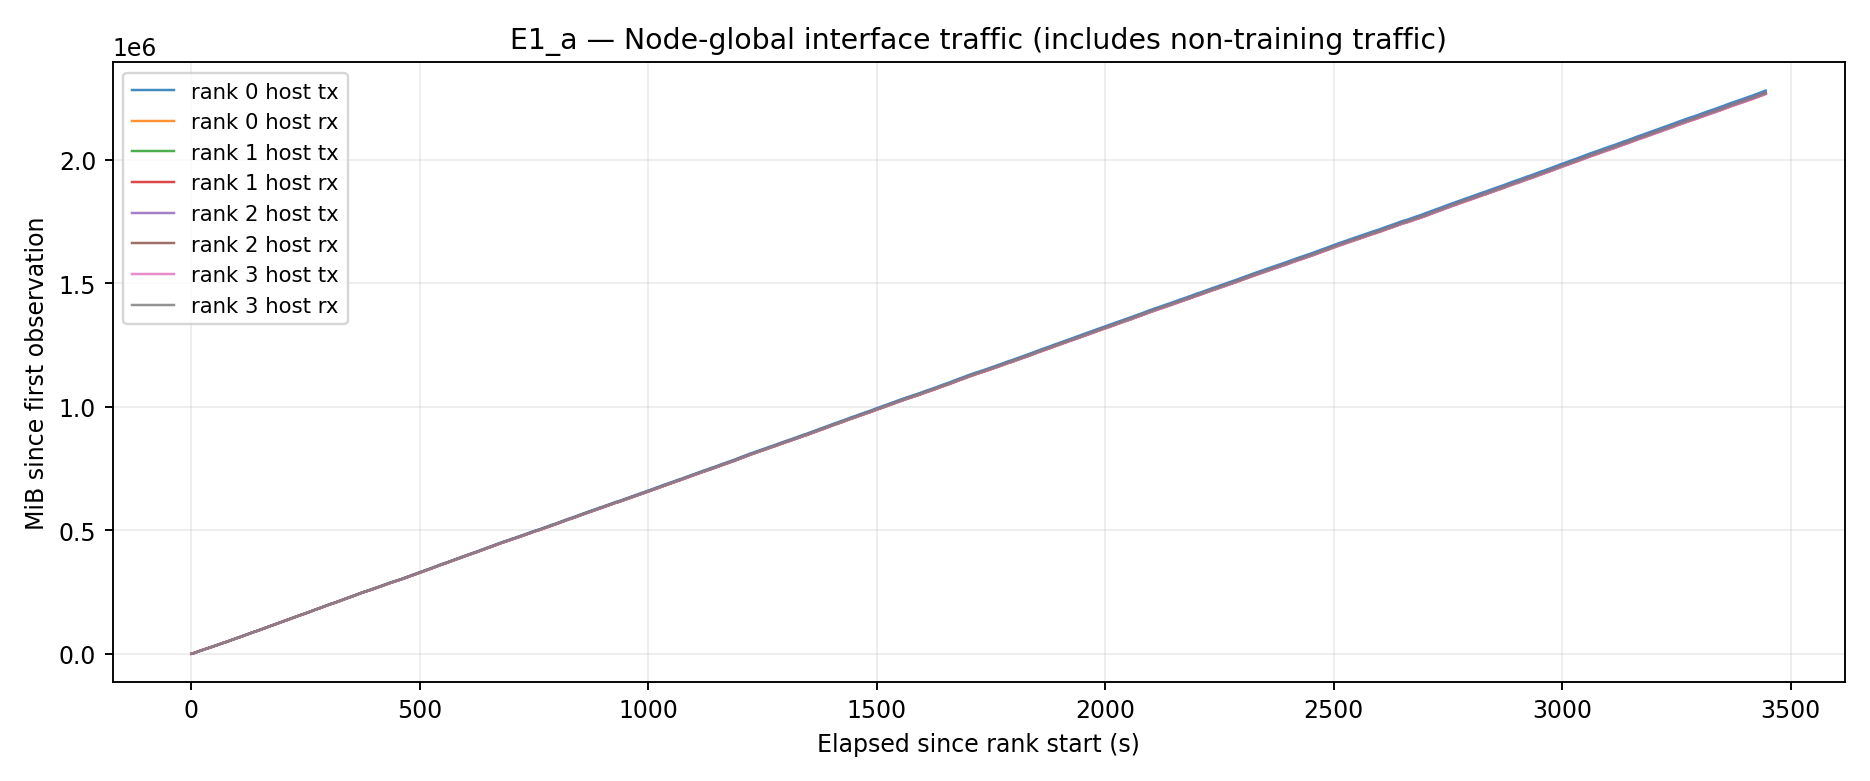 E1_a — Node-global interface traffic (includes non-training traffic)
1e6
rank 0 host tx
rank 0 host rx
rank 1 host tx
rank 1 host rx
rank 2 host tx
rank 2 host rx
rank 3 host tx
rank 3 host rx
MiB since first observation
2.0
1.5
1.0
0.5
0.0
0 500 1000 1500 2000 2500 3000 3500
Elapsed since rank start (s)